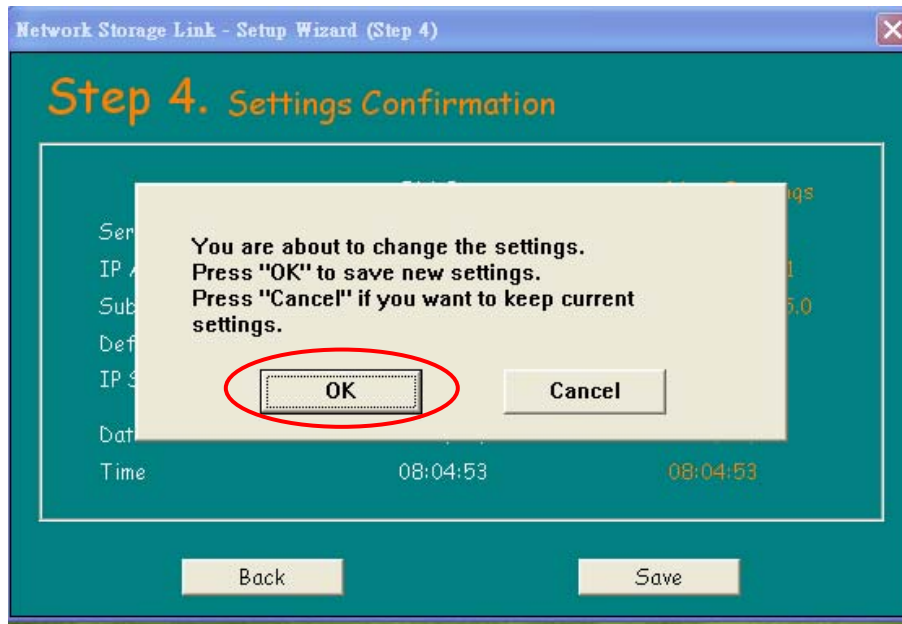 Network Storage Link - Setup Wizard (Step 4)
Step 4. Settings Confirmation
You are about to change the settings.
Press "OK" to save new settings.
Press "Cancel" if you want to keep current
settings.
OK Cancel
IP
Time 08:04:53 08:04:53
Back Save